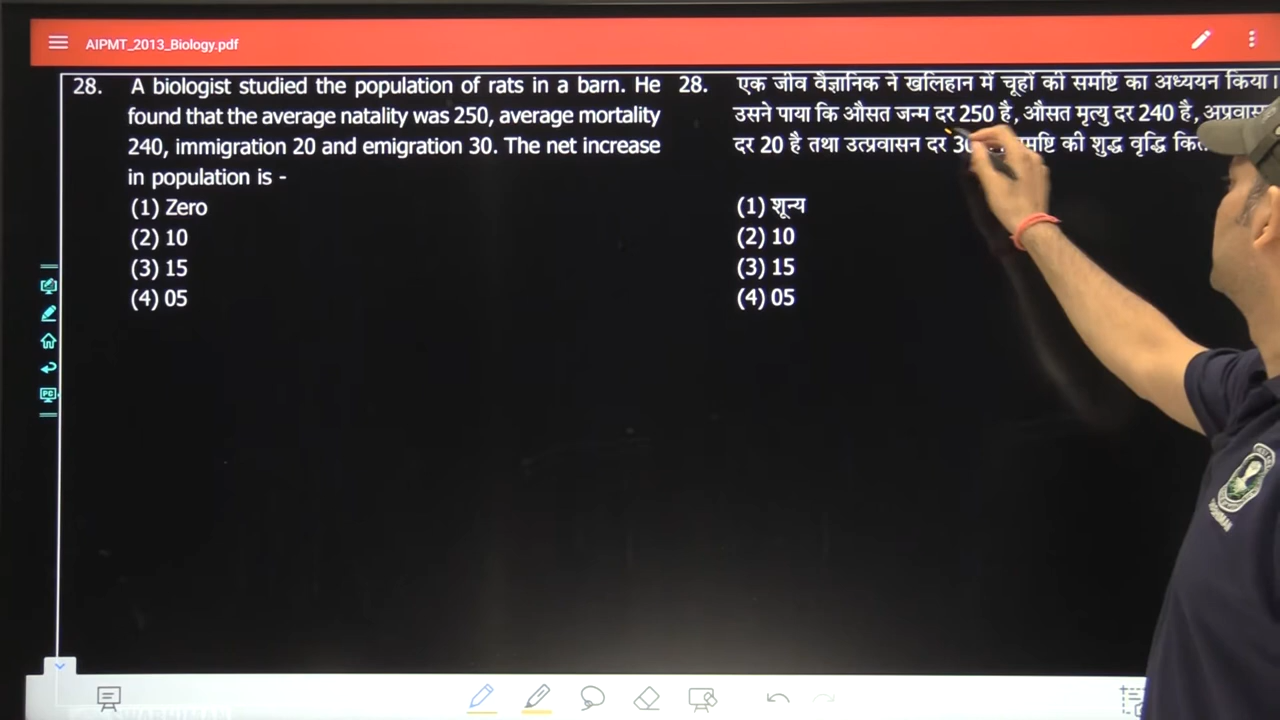 AIPMT_2013_Biology.pdf
28. A biologist studied the population of rats in a barn. He
found that the average natality was 250, average mortality
240, immigration 20 and emigration 30. The net increase
in population is -
(1) Zero
(2) 10
(3) 15
(4) 05
28. एक जीव वैज्ञानिक ने खलिहान में चूहों की समष्टि का अध्ययन किया।
उसने पाया कि औसत जन्म दर 250 है, औसत मृत्यु दर 240 है,
दर 20 है तथा उत्प्रवासन दर की शुद्ध वृद्धि
(1) शून्य
(2) 10
(3) 15
(4) 05
PC